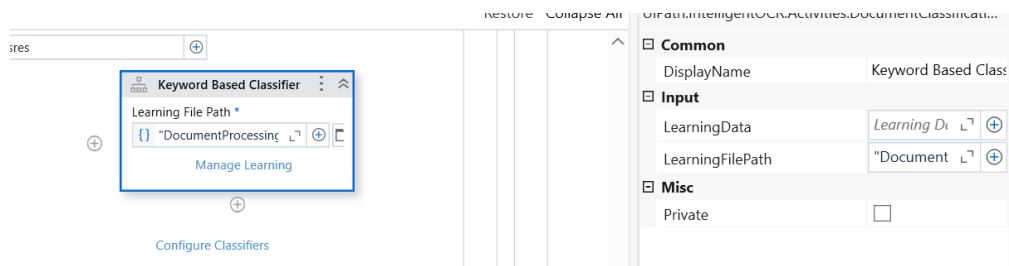 Restore Collapse All
UiPath.IntelligentOCR.Activities.DocumentClassificati...
sres
Keyword Based Classifier
Learning File Path *
{} "DocumentProcessing
Manage Learning
Configure Classifiers
Common
DisplayName Keyword Based Class
Input
LearningData Learning Da
LearningFilePath "Document
Misc
Private